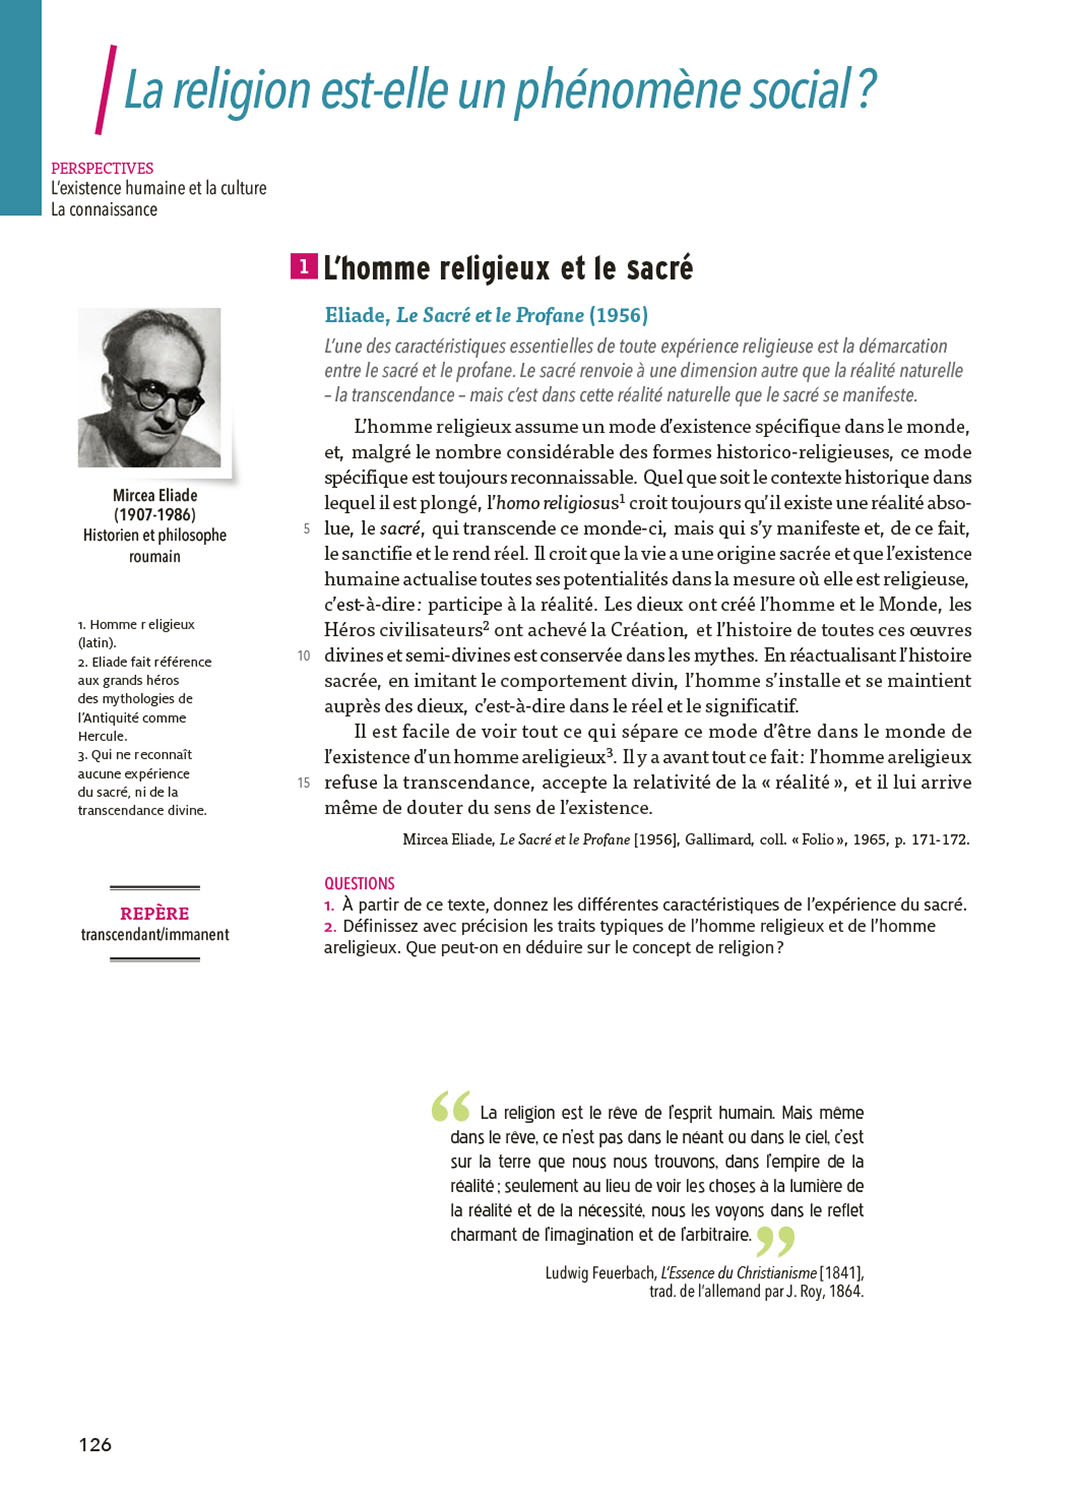 La religion est-elle un phénomène social ?
PERSPECTIVES
L'existence humaine et la culture
La connaissance
1 L'homme religieux et le sacré
Eliade, Le Sacré et le Profane (1956)
L'une des caractéristiques essentielles de toute expérience religieuse est la démarcation
entre le sacré et le profane. Le sacré renvoie à une dimension autre que la réalité naturelle
– la transcendance – mais c'est dans cette réalité naturelle que le sacré se manifeste.
L'homme religieux assume un mode d'existence spécifique dans le monde,
et, malgré le nombre considérable des formes historico-religieuses, ce mode
spécifique est toujours reconnaissable. Quel que soit le contexte historique dans
lequel il est plongé, l'homo religiosus¹ croit toujours qu'il existe une réalité abso-
5 lue, le sacré, qui transcende ce monde-ci, mais qui s'y manifeste et, de ce fait,
le sanctifie et le rend réel. Il croit que la vie a une origine sacrée et que l'existence
humaine actualise toutes ses potentialités dans la mesure où elle est religieuse,
c'est-à-dire : participe à la réalité. Les dieux ont créé l'homme et le Monde, les
Héros civilisateurs² ont achevé la Création, et l'histoire de toutes ces œuvres
10 divines et semi-divines est conservée dans les mythes. En réactualisant l'histoire
sacrée, en imitant le comportement divin, l'homme s'installe et se maintient
auprès des dieux, c'est-à-dire dans le réel et le significatif.
Il est facile de voir tout ce qui sépare ce mode d'être dans le monde de
l'existence d'un homme areligieux³. Il y a avant tout ce fait : l'homme areligieux
15 refuse la transcendance, accepte la relativité de la « réalité », et il lui arrive
même de douter du sens de l'existence.
Mircea Eliade, Le Sacré et le Profane [1956], Gallimard, coll. « Folio », 1965, p. 171-172.
Mircea Eliade
(1907-1986)
Historien et philosophe
roumain
1. Homme r eligieux
(latin).
2. Eliade fait référence
aux grands héros
des mythologies de
l'Antiquité comme
Hercule.
3. Qui ne reconnaît
aucune expérience
du sacré, ni de la
transcendance divine.
REPÈRE
transcendant/immanent
QUESTIONS
1. À partir de ce texte, donnez les différentes caractéristiques de l'expérience du sacré.
2. Définissez avec précision les traits typiques de l'homme religieux et de l'homme
areligieux. Que peut-on en déduire sur le concept de religion ?
“ La religion est le rêve de l'esprit humain. Mais même
dans le rêve, ce n'est pas dans le néant ou dans le ciel, c'est
sur la terre que nous nous trouvons, dans l'empire de la
réalité ; seulement au lieu de voir les choses à la lumière de
la réalité et de la nécessité, nous les voyons dans le reflet
charmant de l'imagination et de l'arbitraire. ”
Ludwig Feuerbach, L'Essence du Christianisme [1841],
trad. de l'allemand par J. Roy, 1864.
126